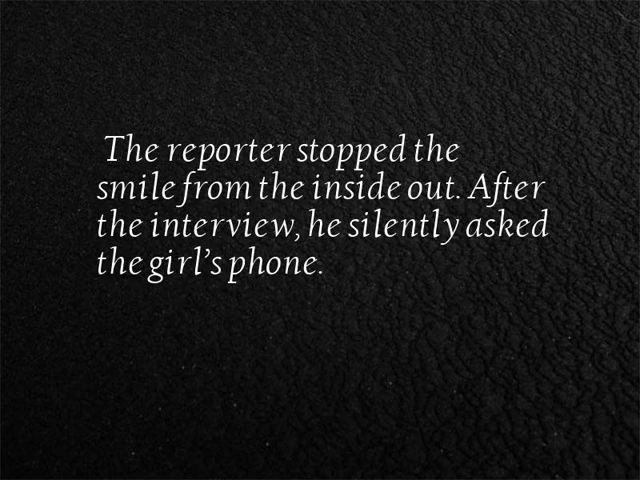 The reporter stopped the
smile from the inside out. After
the interview, he silently asked
the girl’s phone.